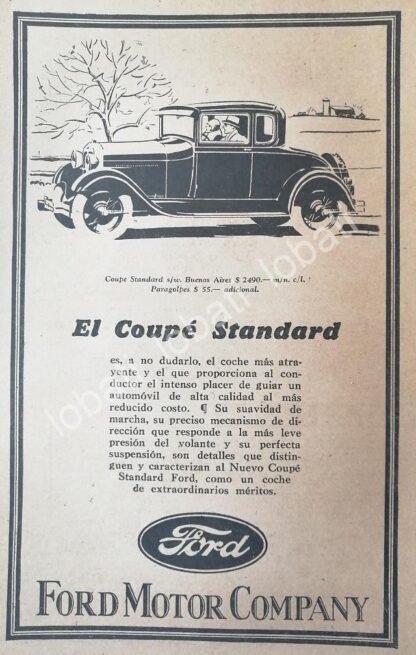 Coupe Standard s/w. Buenos Aires $ 2490.— m/n. c/l.
Paragolpes $ 55.— adicional.
El Coupé Standard
es, a no dudarlo, el coche más atra-
yente y el que proporciona al con-
ductor el intenso placer de guiar un
automóvil de alta calidad al más
reducido costo. ¶ Su suavidad de
marcha, su preciso mecanismo de di-
rección que responde a la más leve
presión del volante y su perfecta
suspensión, son detalles que distin-
guen y caracterizan al Nuevo Coupé
Standard Ford, como un coche
de extraordinarios méritos.
Ford
FORD MOTOR COMPANY